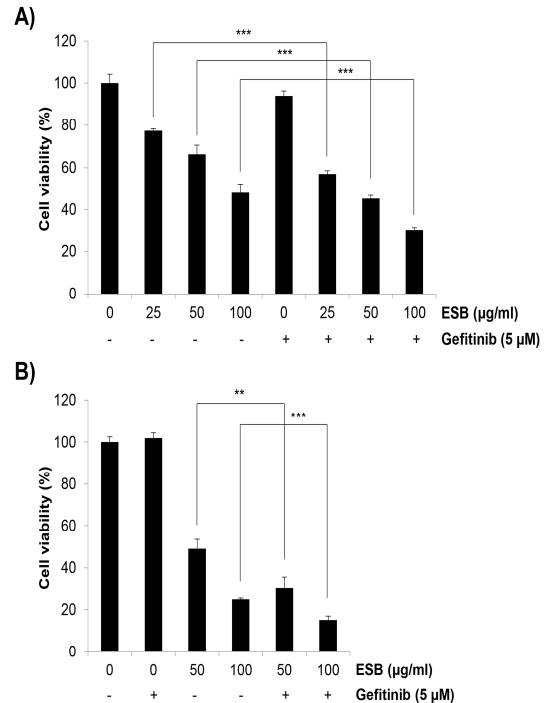 A)
Cell viability (%)
120
100
80
60
40
20
0
***
***
***
0 25 50 100 0 25 50 100 ESB (µg/ml)
- - - - + + + + Gefitinib (5 µM)
B)
Cell viability (%)
120
100
80
60
40
20
0
**
***
0 0 50 100 50 100 ESB (µg/ml)
- + - - + + Gefitinib (5 µM)